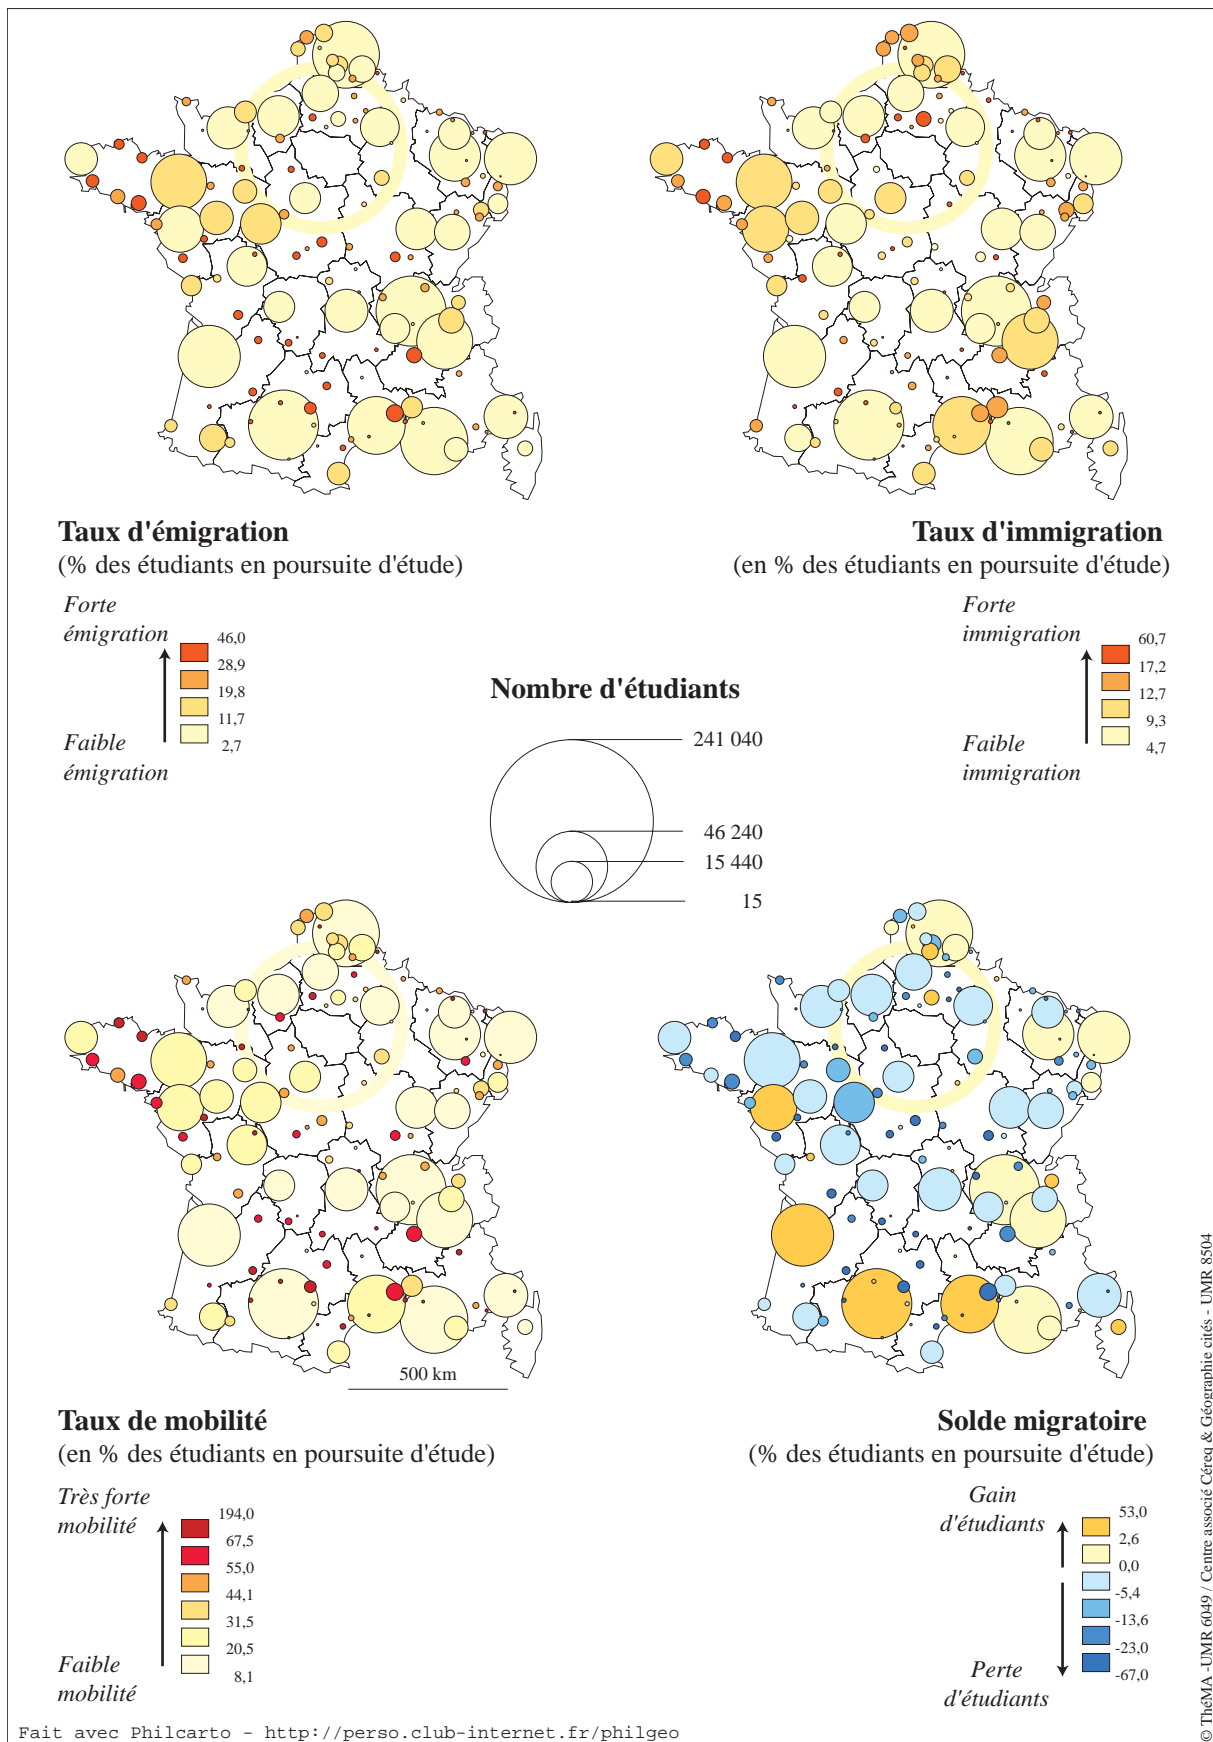 Taux d'émigration
(% des étudiants en poursuite d'étude)
Forte
émigration
46,0
28,9
19,8
11,7
2,7
Faible
émigration
Taux d'immigration
(en % des étudiants en poursuite d'étude)
Forte
immigration
60,7
17,2
12,7
9,3
4,7
Faible
immigration
Nombre d'étudiants
241 040
46 240
15 440
15
500 km
Taux de mobilité
(en % des étudiants en poursuite d'étude)
Très forte
mobilité
194,0
67,5
55,0
44,1
31,5
20,5
8,1
Faible
mobilité
Solde migratoire
(% des étudiants en poursuite d'étude)
Gain
d'étudiants
53,0
2,6
0,0
-5,4
-13,6
-23,0
-67,0
Perte
d'étudiants
Fait avec Philcarto - http://perso.club-internet.fr/philgeo
© ThéMA -UMR 6049 / Centre associé Céreq & Géographie cités - UMR 8504